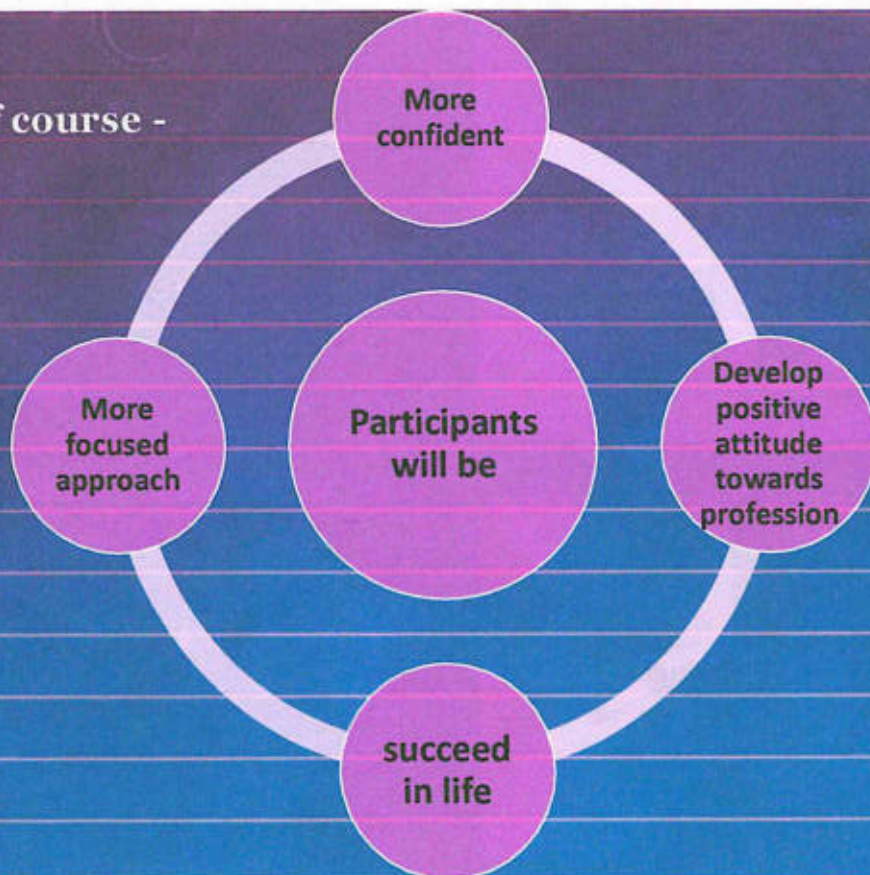 course -
More
confident
More
focused
approach
Participants
will be
Develop
positive
attitude
towards
profession
succeed
in life